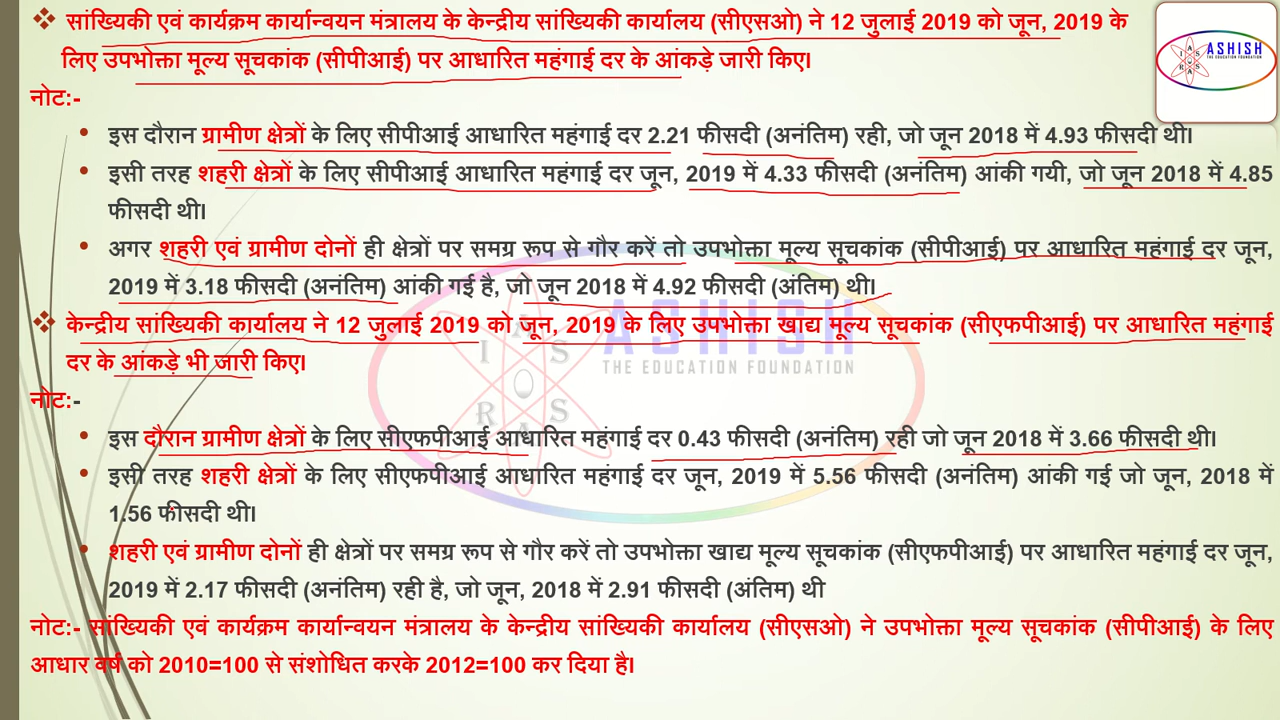 ❖ सांख्यिकी एवं कार्यक्रम कार्यान्वयन मंत्रालय के केन्द्रीय सांख्यिकी कार्यालय (सीएसओ) ने 12 जुलाई 2019 को जून, 2019 के
लिए उपभोक्ता मूल्य सूचकांक (सीपीआई) पर आधारित महंगाई दर के आंकड़े जारी किए।
ASHISH
THE EDUCATION FOUNDATION
I A S O R A S
नोट:-
• इस दौरान ग्रामीण क्षेत्रों के लिए सीपीआई आधारित महंगाई दर 2.21 फीसदी (अनंतिम) रही, जो जून 2018 में 4.93 फीसदी थी।
• इसी तरह शहरी क्षेत्रों के लिए सीपीआई आधारित महंगाई दर जून, 2019 में 4.33 फीसदी (अनंतिम) आंकी गयी, जो जून 2018 में 4.85
फीसदी थी।
• अगर शहरी एवं ग्रामीण दोनों ही क्षेत्रों पर समग्र रूप से गौर करें तो उपभोक्ता मूल्य सूचकांक (सीपीआई) पर आधारित महंगाई दर जून,
2019 में 3.18 फीसदी (अनंतिम) आंकी गई है, जो जून 2018 में 4.92 फीसदी (अंतिम) थी।
❖ केन्द्रीय सांख्यिकी कार्यालय ने 12 जुलाई 2019 को जून, 2019 के लिए उपभोक्ता खाद्य मूल्य सूचकांक (सीएफपीआई) पर आधारित महंगाई
दर के आंकड़े भी जारी किए।
ASHISH
THE EDUCATION FOUNDATION
I A S O R A S
नोट:-
• इस दौरान ग्रामीण क्षेत्रों के लिए सीएफपीआई आधारित महंगाई दर 0.43 फीसदी (अनंतिम) रही जो जून 2018 में 3.66 फीसदी थी।
• इसी तरह शहरी क्षेत्रों के लिए सीएफपीआई आधारित महंगाई दर जून, 2019 में 5.56 फीसदी (अनंतिम) आंकी गई जो जून, 2018 में
1.56 फीसदी थी।
• शहरी एवं ग्रामीण दोनों ही क्षेत्रों पर समग्र रूप से गौर करें तो उपभोक्ता खाद्य मूल्य सूचकांक (सीएफपीआई) पर आधारित महंगाई दर जून,
2019 में 2.17 फीसदी (अनंतिम) रही है, जो जून, 2018 में 2.91 फीसदी (अंतिम) थी
नोट:- सांख्यिकी एवं कार्यक्रम कार्यान्वयन मंत्रालय के केन्द्रीय सांख्यिकी कार्यालय (सीएसओ) ने उपभोक्ता मूल्य सूचकांक (सीपीआई) के लिए
आधार वर्ष को 2010=100 से संशोधित करके 2012=100 कर दिया है।